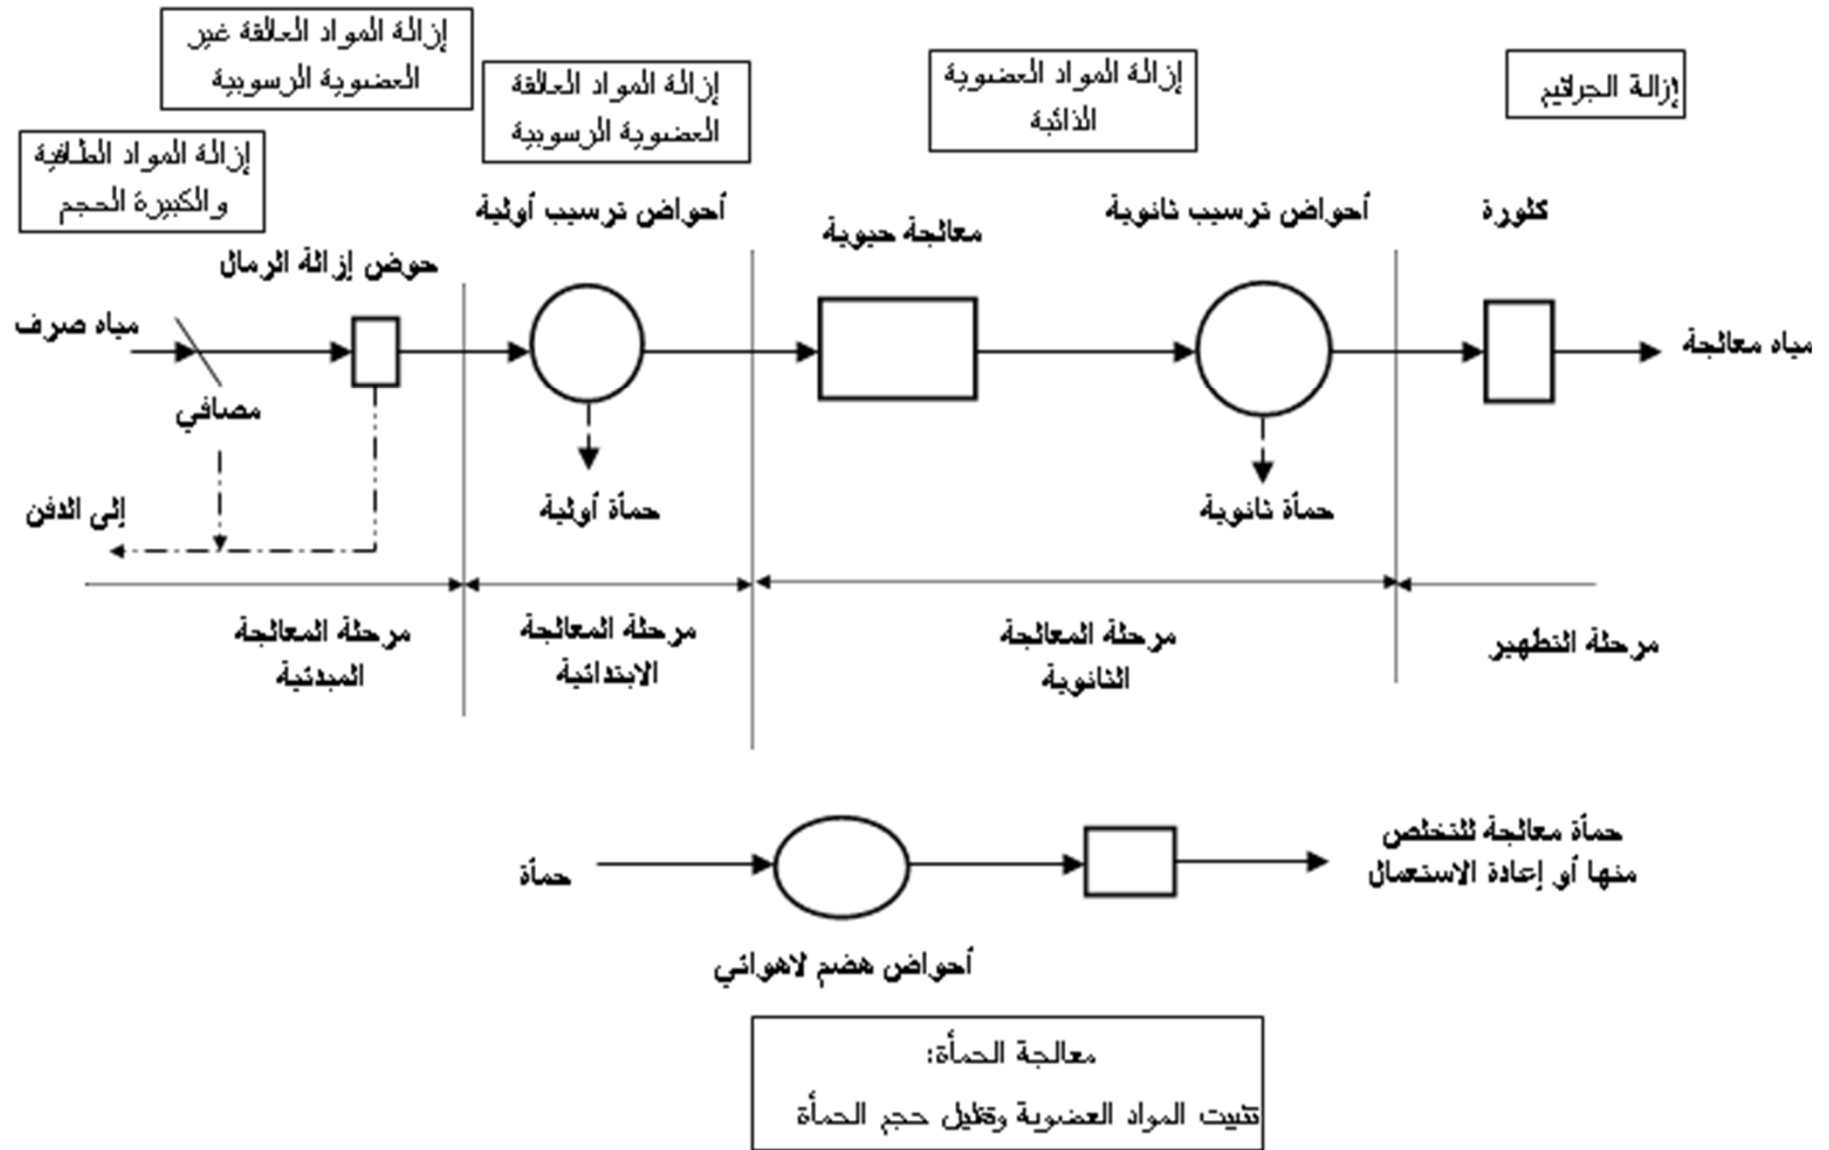 إزالة المواد العالقة غير
العضوية الرسوبية
إزالة المواد العالقة
العضوية الرسوبية
إزالة المواد العضوية
الذائبة
إزالة الجراثيم
إزالة المواد الطافية
والكبيرة الحجم
حوض إزالة الرمال
أحواض ترسيب أولية
معالجة حيوية
أحواض ترسيب ثانوية
كلورة
مياه صرف
مياه معالجة
مصافي
إلى الدفن
حمأة أولية
حمأة ثانوية
مرحلة المعالجة
المبدئية
مرحلة المعالجة
الابتدائية
مرحلة المعالجة
الثانوية
مرحلة التطهير
حمأة
حمأة معالجة للتخلص
منها أو إعادة الاستعمال
أحواض هضم لاهوائي
معالجة الحمأة:
تثبيت المواد العضوية وتقليل حجم الحمأة